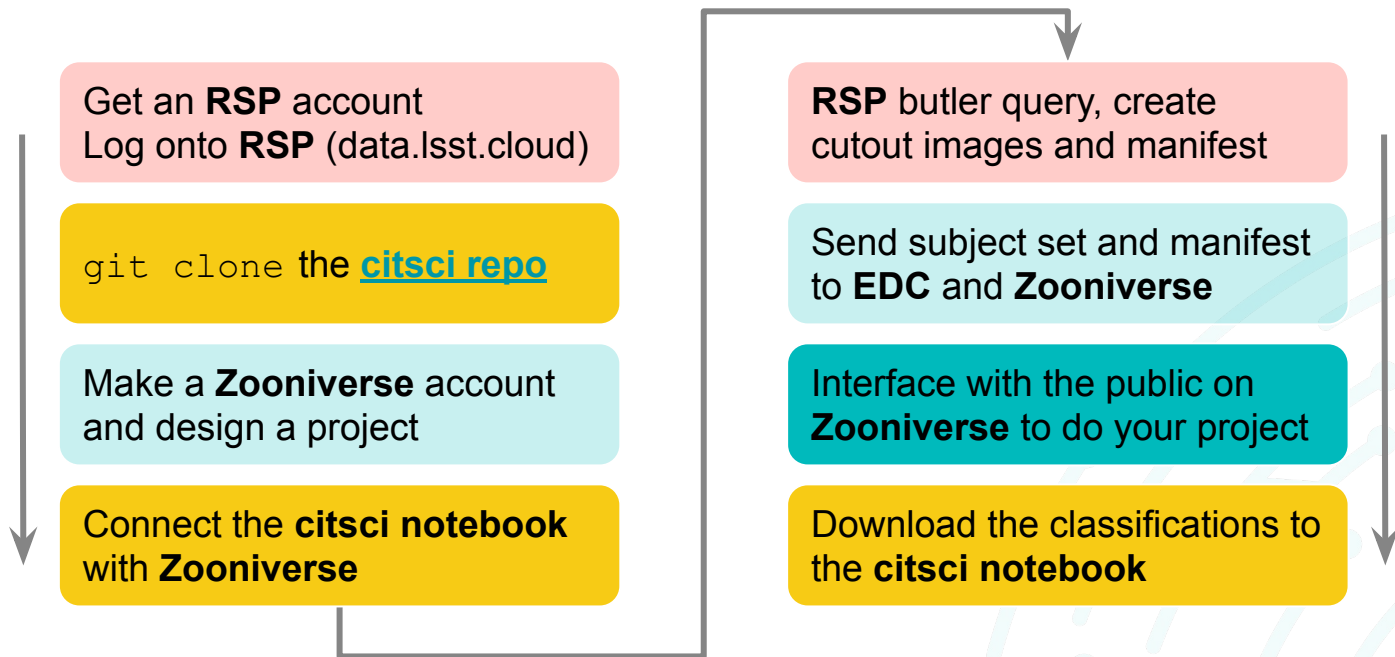 Get an RSP account
Log onto RSP (data.lsst.cloud)
git clone the citsci repo
Make a Zooniverse account
and design a project
Connect the citsci notebook
with Zooniverse
RSP butler query, create
cutout images and manifest
Send subject set and manifest
to EDC and Zooniverse
Interface with the public on
Zooniverse to do your project
Download the classifications to
the citsci notebook